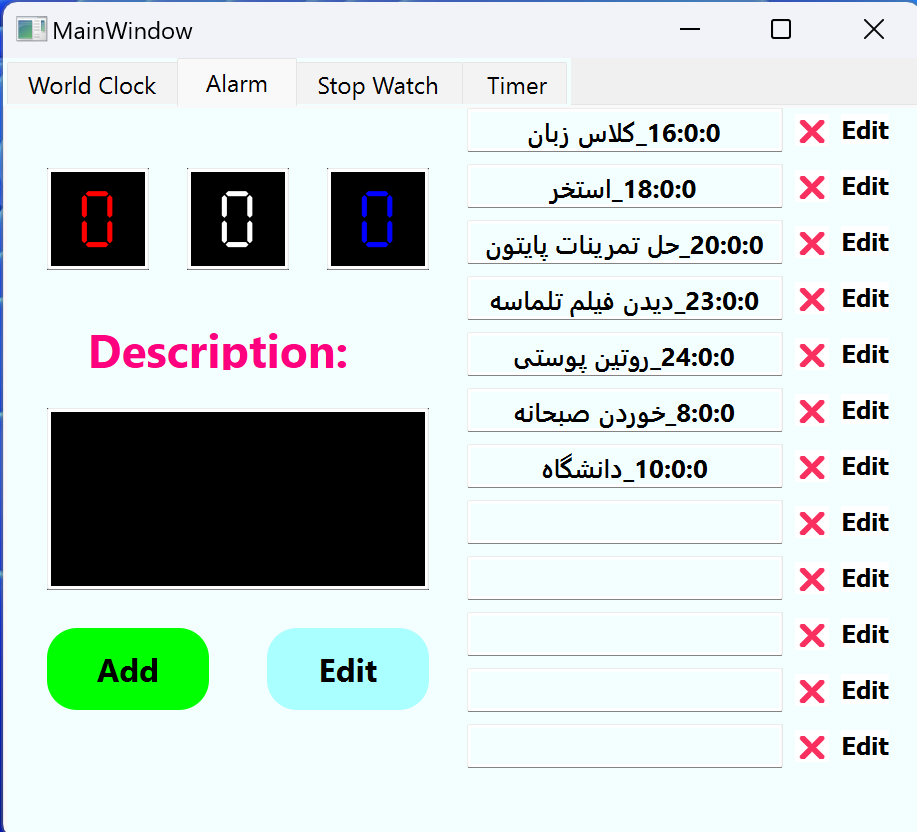 MainWindow
World Clock
Alarm
Stop Watch
Timer
0
0
0
Description:
Add
Edit
16:0:0_کلاس زبان
Edit
18:0:0_استخر
Edit
20:0:0_حل تمرینات پایتون
Edit
23:0:0_دیدن فیلم تلماسه
Edit
24:0:0_روتین پوستی
Edit
8:0:0_خوردن صبحانه
Edit
10:0:0_دانشگاه
Edit
Edit
Edit
Edit
Edit
Edit